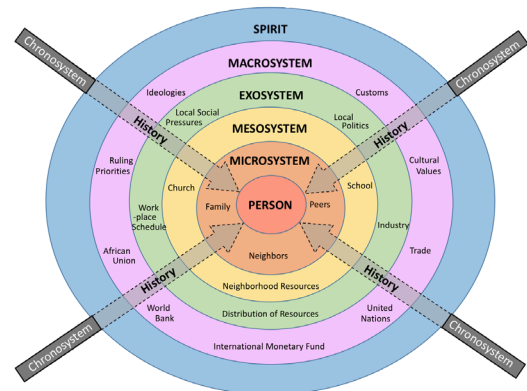 SPIRIT
Chronosystem
Chronosystem
MACROSYSTEM
Ideologies
Customs
EXOSYSTEM
Local Social
Pressures
Local
Politics
History
History
MESOSYSTEM
MICROSYSTEM
Ruling
Priorities
Cultural
Values
Church
School
Family
PERSON
Peers
Work
-place
Schedule
Industry
African
Union
Trade
Neighbors
History
History
Neighborhood Resources
World
Bank
United
Nations
Distribution of Resources
International Monetary Fund
Chronosystem
Chronosystem